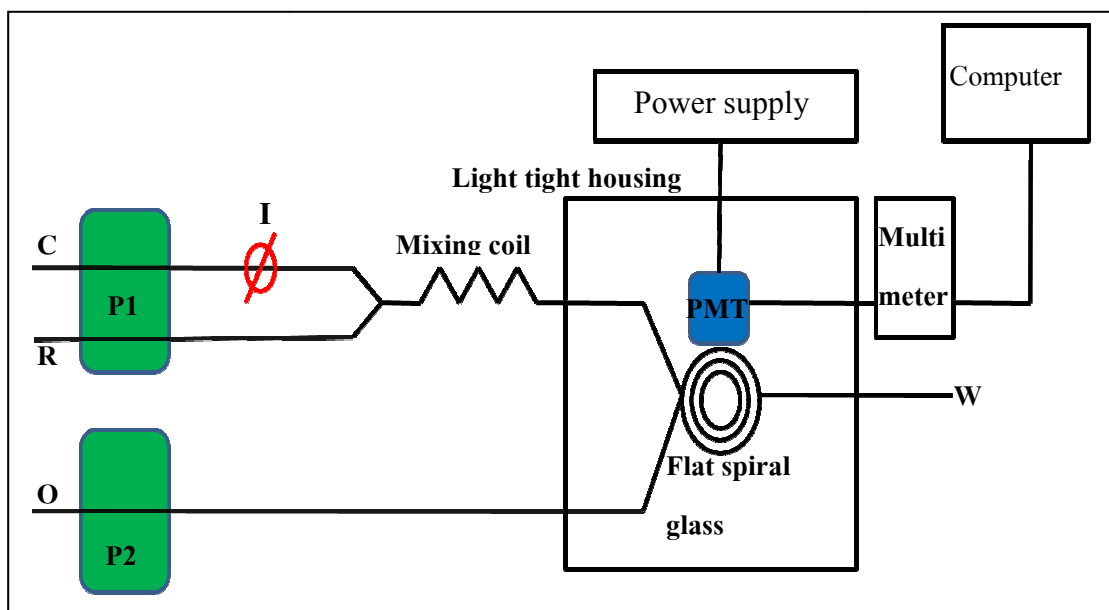 Computer
Power supply
Light tight housing
I
C
Mixing coil
Multi
meter
P1
PMT
R
W
Flat spiral
glass
O
P2